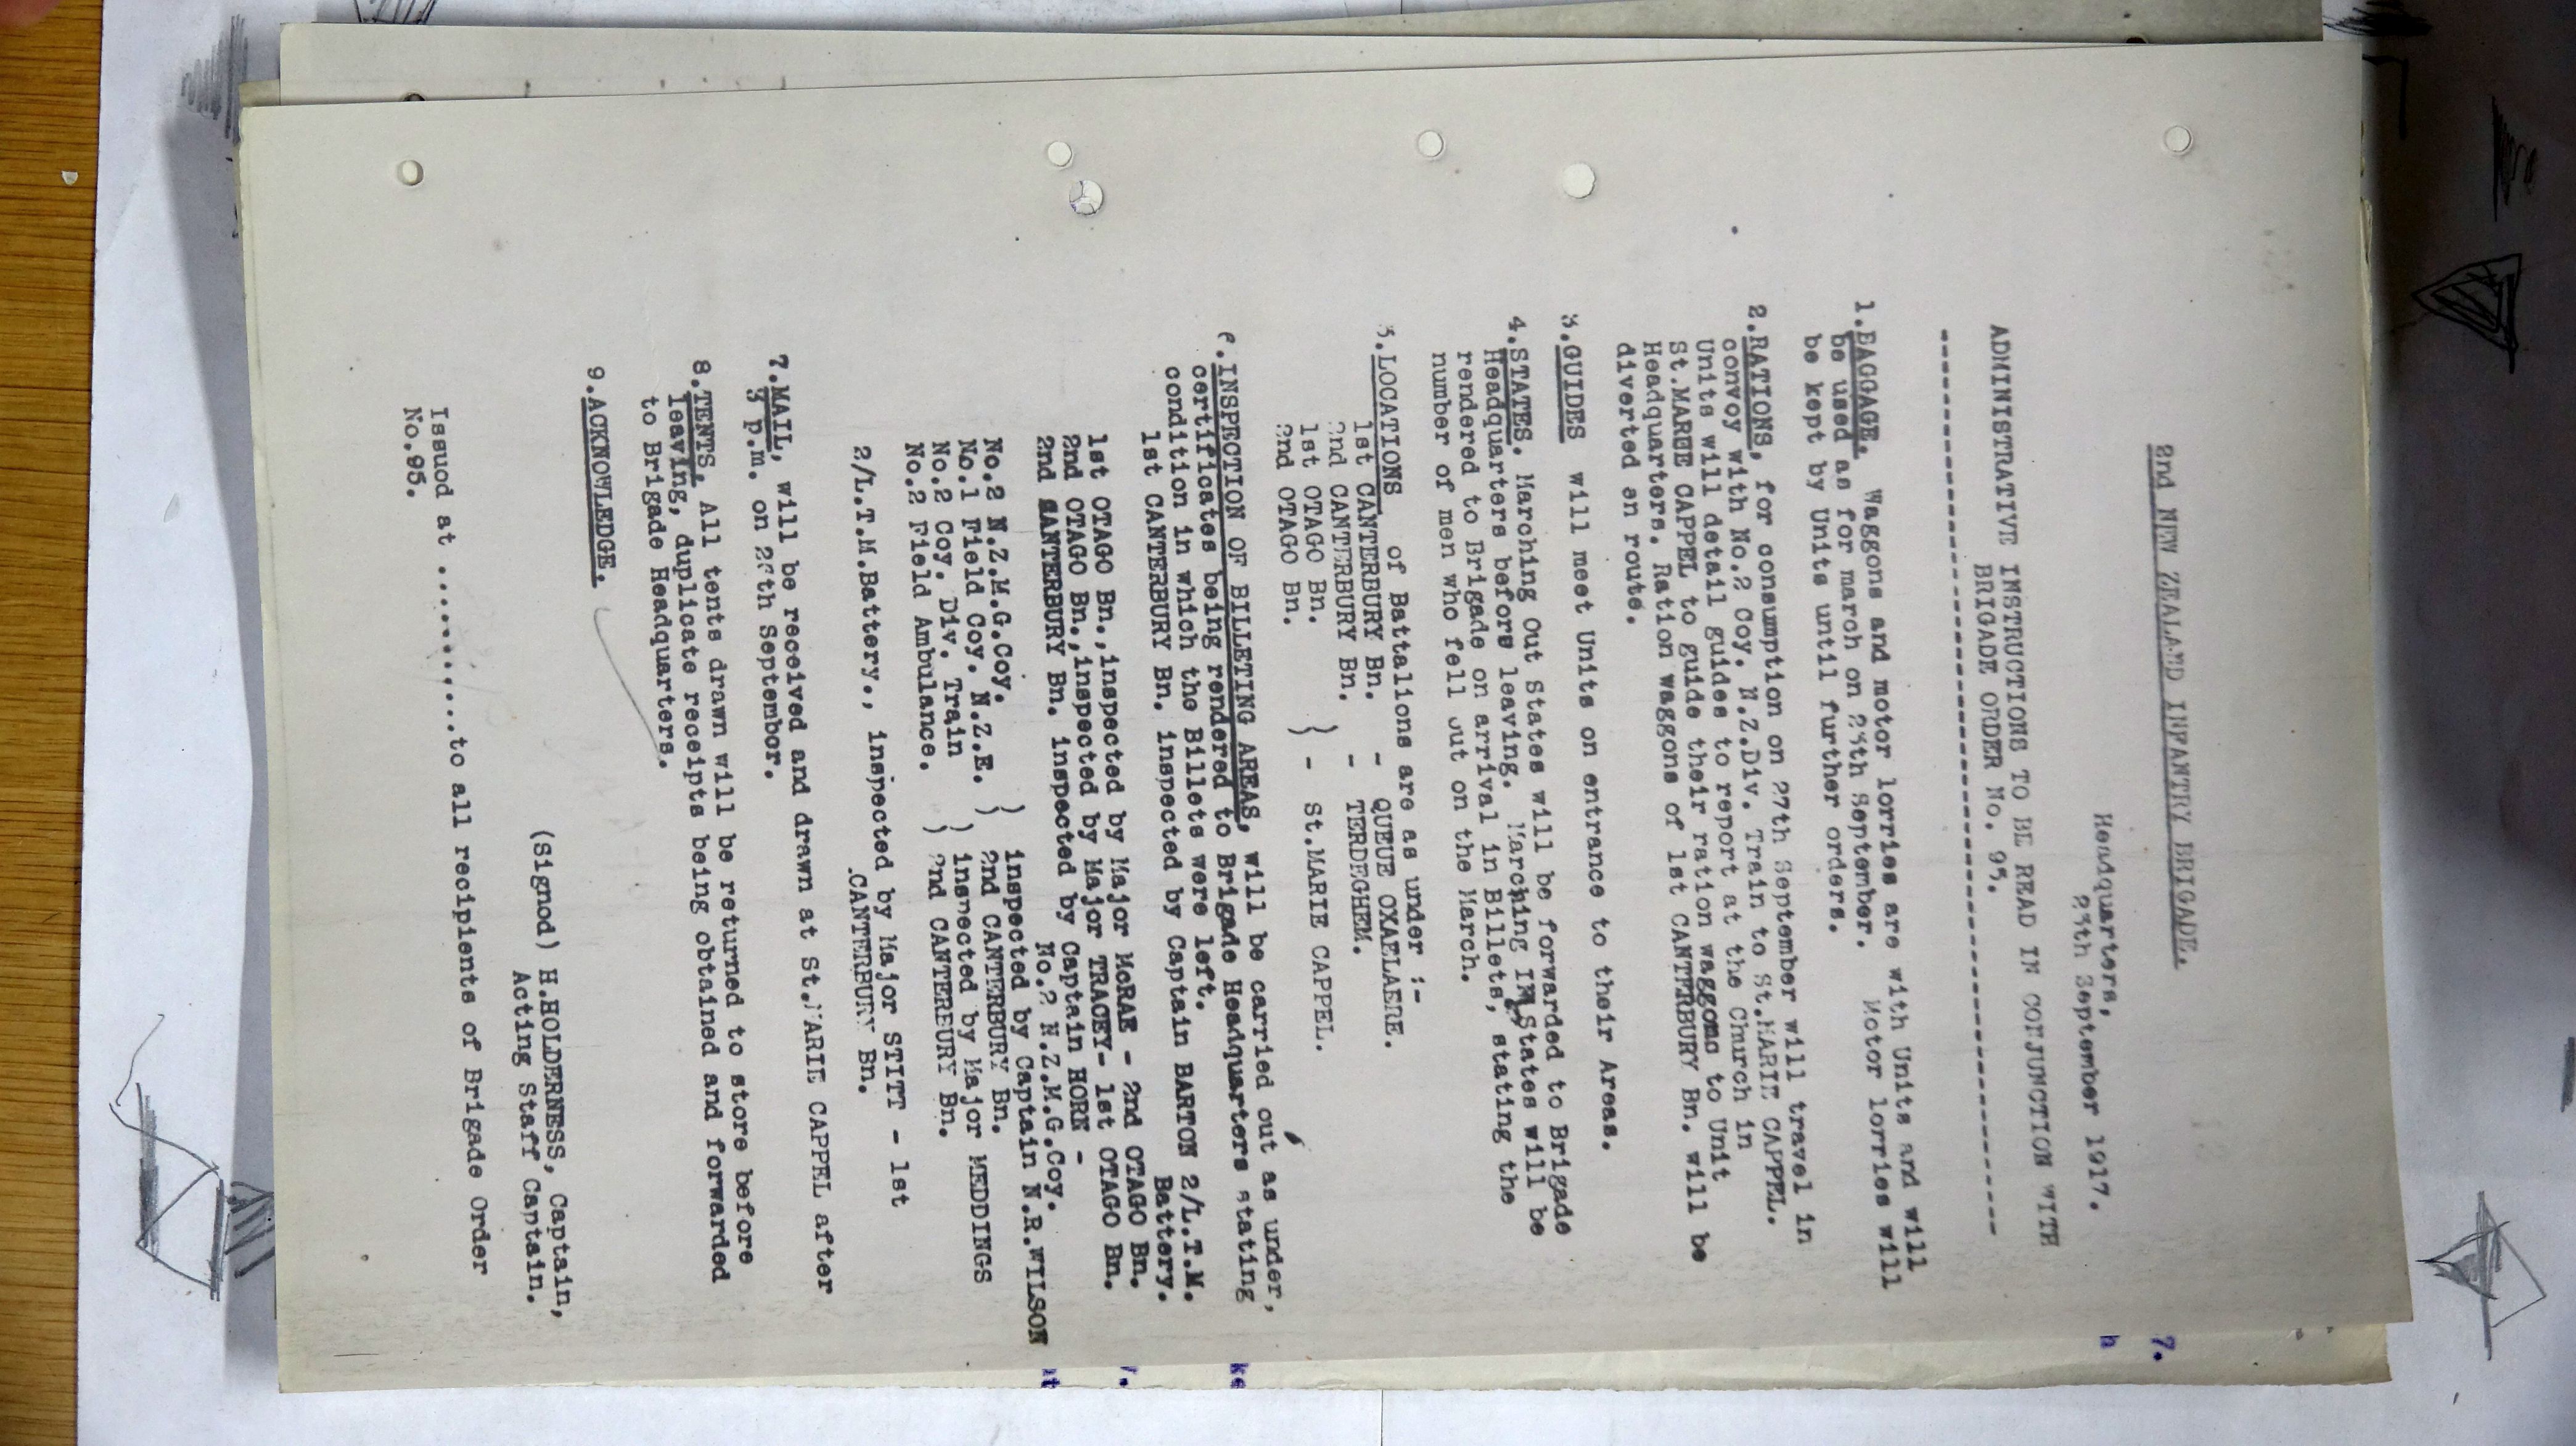 2nd NEW ZEALAND INFANTRY BRIGADE.
Headquarters,
25th September 1917.
ADMINISTRATIVE INSTRUCTIONS TO BE READ IN CONJUNCTION WITH
BRIGADE ORDER No. 95.
1.BAGGAGE. Waggons and motor lorries are with Units and will
be used as for march on 25th September. Motor lorries will
be kept by Units until further orders.
2.RATIONS, for consumption on 27th September will travel in
convoy with No.2 Coy. N.Z.Div. Train to St.MARIE CAPPEL.
Units will detail guides to report at the Church in
St.MARIE CAPPEL to guide their ration waggons to Unit
Headquarters. Ration waggons of 1st CANTERBURY Bn. will be
diverted en route.
3.GUIDES will meet Units on entrance to their Areas.
4.STATES. Marching Out States will be forwarded to Brigade
Headquarters before leaving. Marching IN States will be
rendered to Brigade on arrival in Billets, stating the
number of men who fell out on the March.
5.LOCATIONS of Battalions are as under :-
1st CANTERBURY Bn. - QUEUE OXAELAERE.
2nd CANTERBURY Bn. - TERDEGHEM.
1st OTAGO Bn. ) - St.MARIE CAPPEL.
2nd OTAGO Bn.
6.INSPECTION OF BILLETING AREAS, will be carried out as under,
certificates being rendered to Brigade Headquarters stating
condition in which the Billets were left.
1st CANTERBURY Bn. inspected by Captain BARTON 2/L.T.M.
Battery.
1st OTAGO Bn.,inspected by Major McRAE - 2nd OTAGO Bn.
2nd OTAGO Bn.,inspected by Major TRACEY- 1st OTAGO Bn.
2nd CANTERBURY Bn. inspected by Captain HORN -
No.2 N.Z.M.G.Coy.
No.2 N.Z.M.G.Coy. ) inspected by Captain N.R.WILSON
No.1 Field Coy. N.Z.E. ) 2nd CANTERBURY Bn.
No.2 Coy. Div. Train ) inspected by Major MEDDINGS
No.2 Field Ambulance. ) 2nd CANTERBURY Bn.
2/L.T.M.Battery., inspected by Major STITT - 1st
CANTERBURY Bn.
7.MAIL, will be received and drawn at St.MARIE CAPPEL after
3 p.m. on 26th Septembor.
8.TENTS. All tents drawn will be returned to store before
leaving, duplicate receipts being obtained and forwarded
to Brigade Headquarters.
9.ACKNOWLEDGE.
(Signod) H.HOLDERNESS, Captain,
Acting Staff Captain.
Issuod at ...........to all recipients of Brigade Order
No.95.
7.
h
ke
7.
it